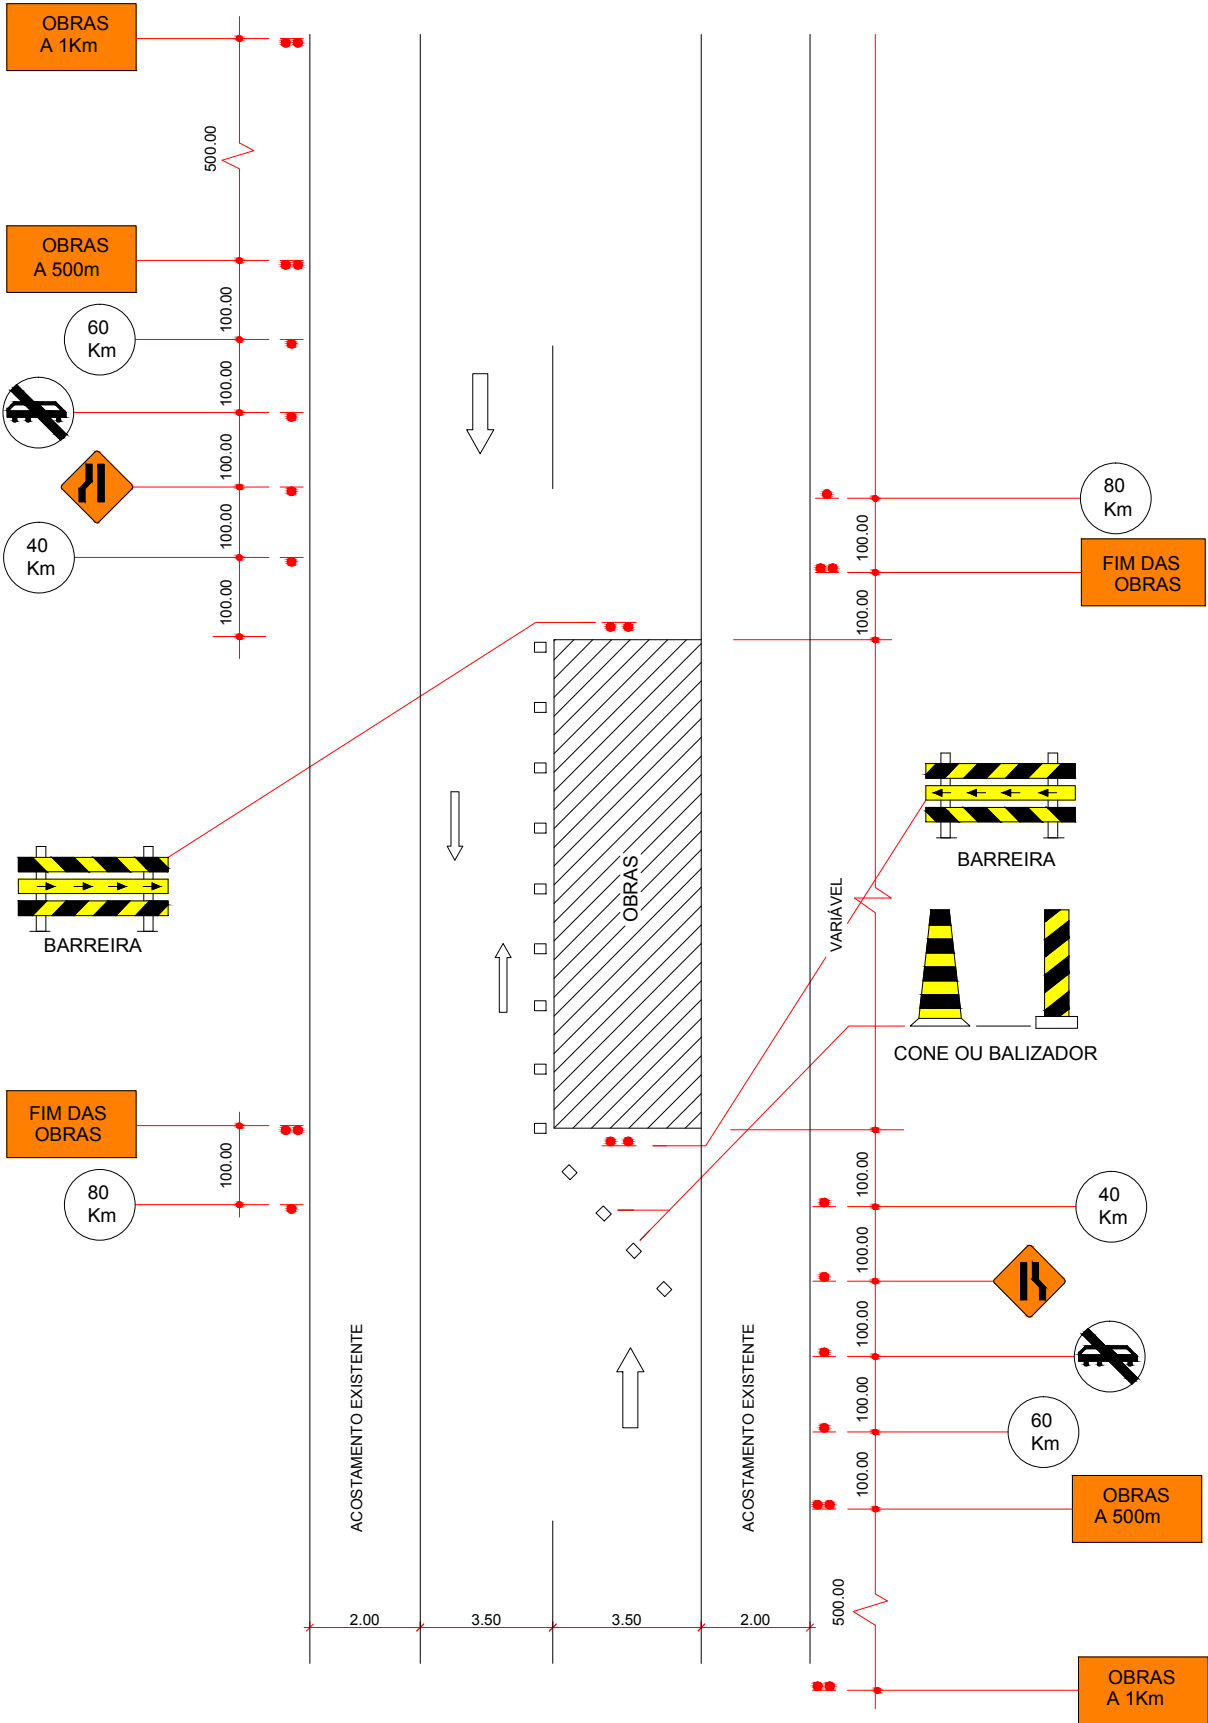 OBRAS
A 1Km
500.00
OBRAS
A 500m
100.00
60
Km
100.00
100.00
100.00
40
Km
100.00
80
Km
100.00
FIM DAS
OBRAS
100.00
OBRAS
VARIÁVEL
BARREIRA
BARREIRA
CONE OU BALIZADOR
FIM DAS
OBRAS
100.00
80
Km
100.00
40
Km
100.00
100.00
100.00
60
Km
100.00
OBRAS
A 500m
ACOSTAMENTO EXISTENTE
ACOSTAMENTO EXISTENTE
500.00
2.00
3.50
3.50
2.00
OBRAS
A 1Km